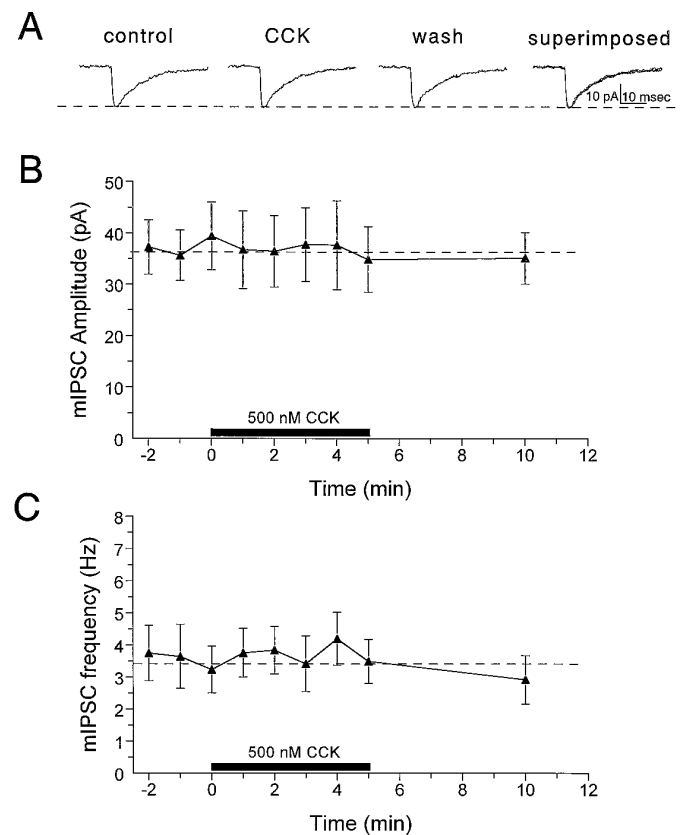 A
control CCK wash superimposed
10 pA 10 msec
B
mIPSC Amplitude (pA)
50
40
30
20
10
0
500 nM CCK
-2 0 2 4 6 8 10 12
Time (min)
C
mIPSC frequency (Hz)
8
7
6
5
4
3
2
1
0
500 nM CCK
-2 0 2 4 6 8 10 12
Time (min)